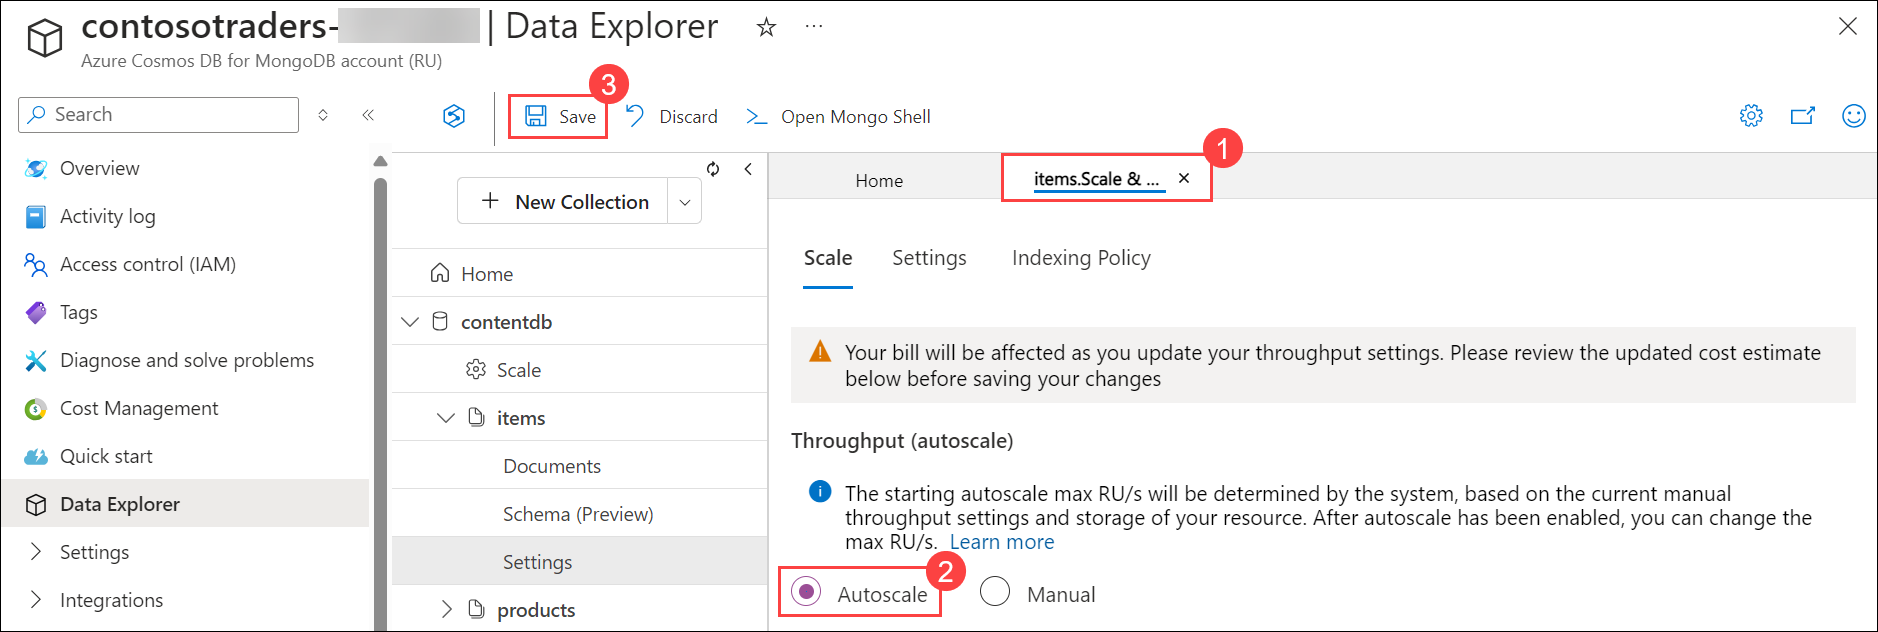 contosotraders- | Data Explorer
Azure Cosmos DB for MongoDB account (RU)
Search
3
Save
Discard
Open Mongo Shell
Overview
Activity log
Access control (IAM)
Tags
Diagnose and solve problems
Cost Management
Quick start
Data Explorer
Settings
Integrations
New Collection
Home
contentdb
Scale
items
Documents
Schema (Preview)
Settings
products
1
Home
items.Scale & ...
Scale
Settings
Indexing Policy
Your bill will be affected as you update your throughput settings. Please review the updated cost estimate
below before saving your changes
Throughput (autoscale)
The starting autoscale max RU/s will be determined by the system, based on the current manual
throughput settings and storage of your resource. After autoscale has been enabled, you can change the
max RU/s. Learn more
2
Autoscale
Manual